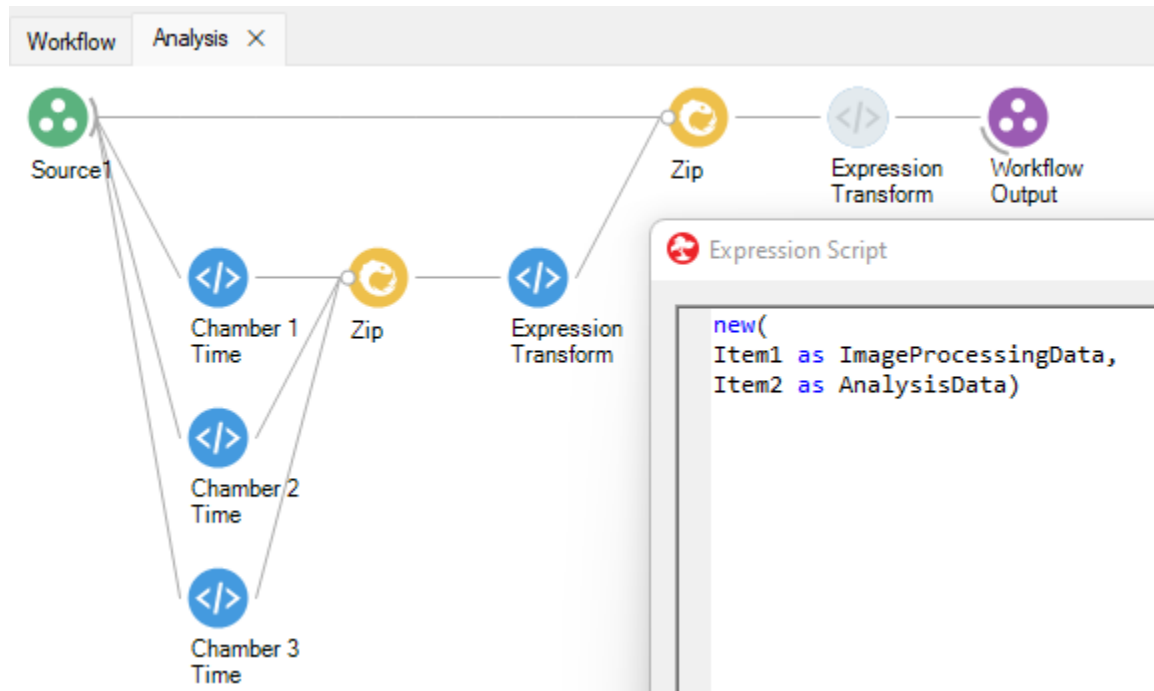 Workflow
Analysis
Source1
Zip
Expression
Transform
Workflow
Output
Chamber 1
Time
Zip
Expression
Transform
Chamber 2
Time
Chamber 3
Time
Expression Script
new(
Item1 as ImageProcessingData,
Item2 as AnalysisData)